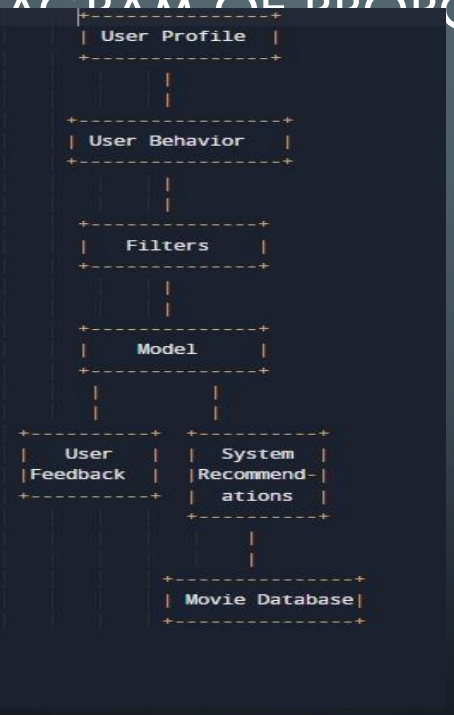 User Profile
User Behavior
Filters
Model
User
Feedback
System
Recommend-
ations
Movie Database